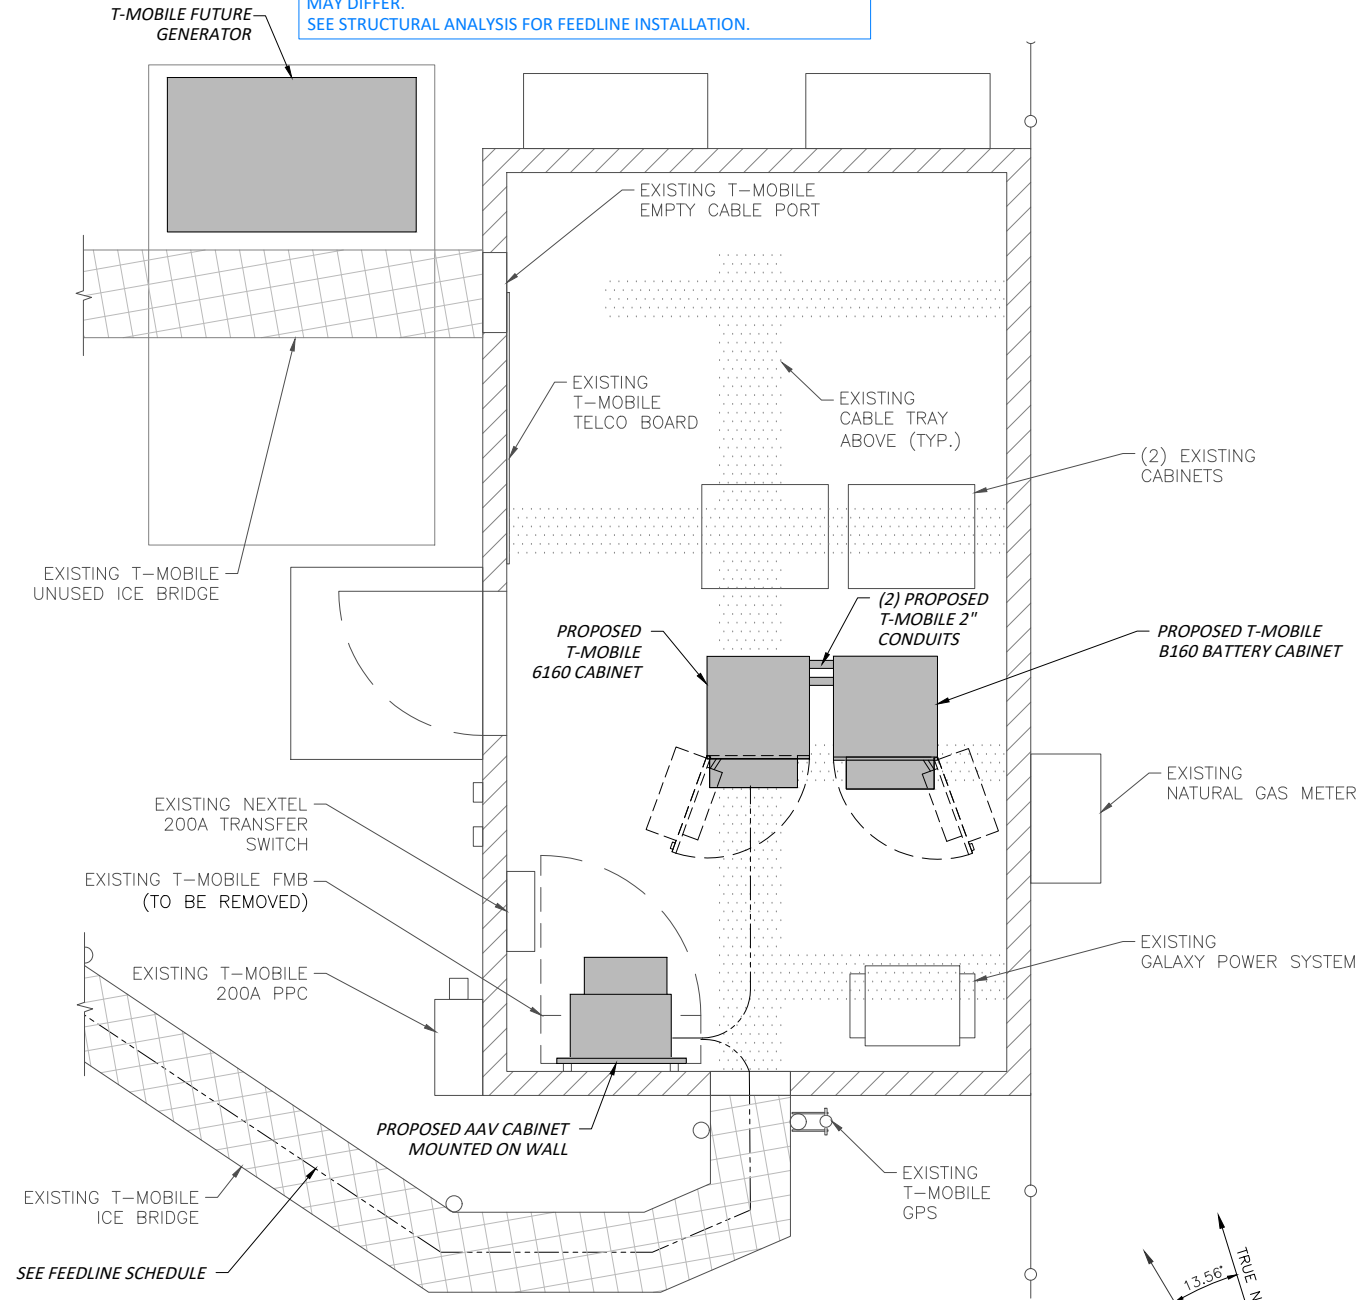 MAY DIFFER.
SEE STRUCTURAL ANALYSIS FOR FEEDLINE INSTALLATION.
T-MOBILE FUTURE
GENERATOR
EXISTING T-MOBILE
EMPTY CABLE PORT
EXISTING
T-MOBILE
TELCO BOARD
EXISTING
CABLE TRAY
ABOVE (TYP.)
(2) EXISTING
CABINETS
EXISTING T-MOBILE
UNUSED ICE BRIDGE
(2) PROPOSED
T-MOBILE 2"
CONDUITS
PROPOSED
T-MOBILE
6160 CABINET
PROPOSED T-MOBILE
B160 BATTERY CABINET
EXISTING
NATURAL GAS METER
EXISTING NEXTEL
200A TRANSFER
SWITCH
EXISTING T-MOBILE FMB
(TO BE REMOVED)
EXISTING
GALAXY POWER SYSTEM
EXISTING T-MOBILE
200A PPC
PROPOSED AAV CABINET
MOUNTED ON WALL
EXISTING
T-MOBILE
GPS
EXISTING T-MOBILE
ICE BRIDGE
SEE FEEDLINE SCHEDULE
13.56°
TRUE N